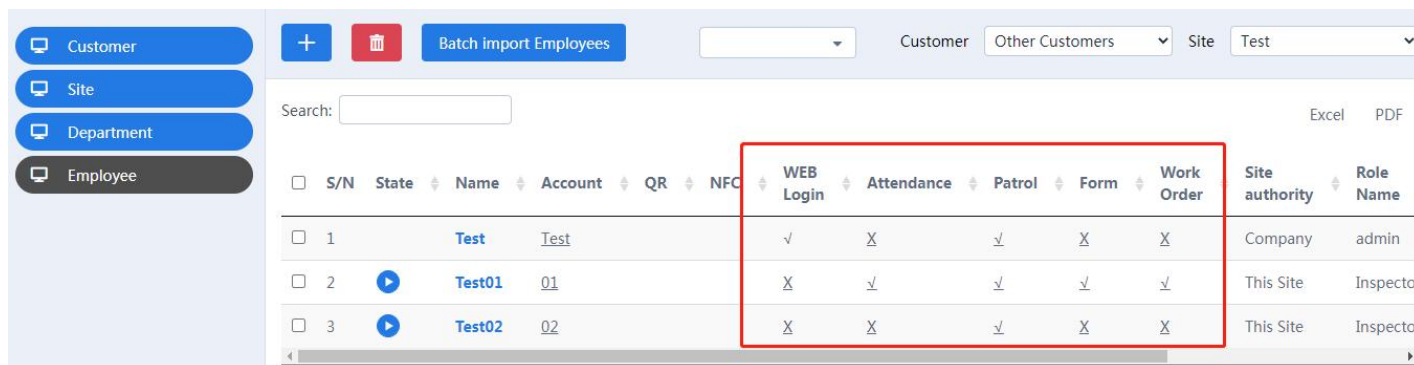 Customer
Site
Department
Employee
+ Batch import Employees Customer Other Customers Site Test
Search: Excel PDF
S/N State Name Account QR NFC WEB Login Attendance Patrol Form Work Order Site authority Role Name
1 Test Test √ X √ X X Company admin
2 Test01 01 X √ √ √ √ This Site Inspecto
3 Test02 02 X X √ X X This Site Inspecto